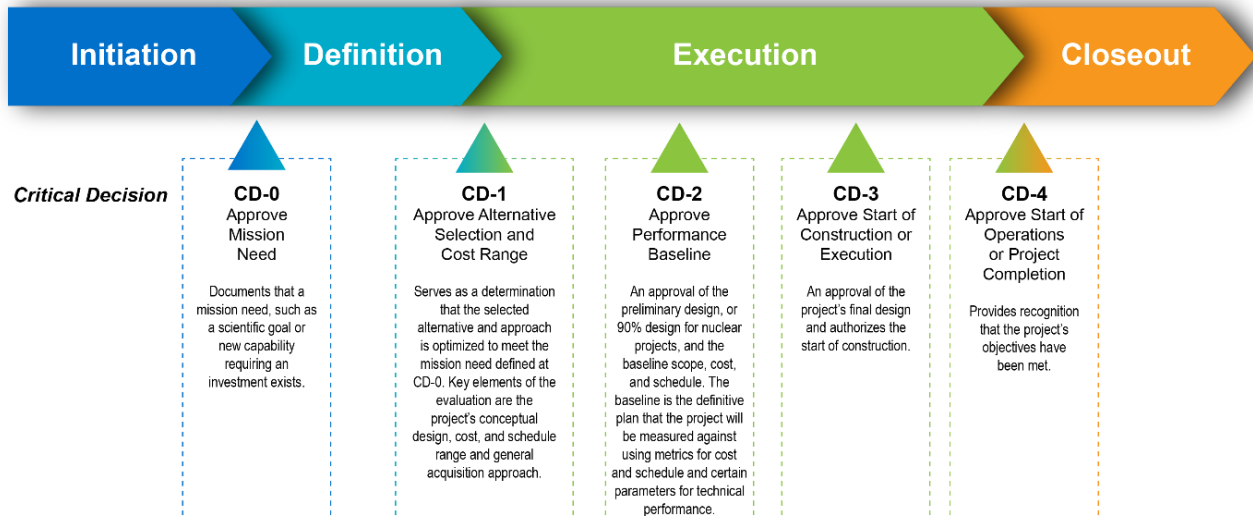 Initiation
Definition
Execution
Closeout
Critical Decision
CD-0
Approve
Mission
Need
Documents that a
mission need, such as
a scientific goal or
new capability
requiring an
investment exists.
CD-1
Approve Alternative
Selection and
Cost Range
Serves as a determination
that the selected
alternative and approach
is optimized to meet the
mission need defined at
CD-0. Key elements of the
evaluation are the
project's conceptual
design, cost, and schedule
range and general
acquisition approach.
CD-2
Approve
Performance
Baseline
An approval of the
preliminary design, or
90% design for nuclear
projects, and the
baseline scope, cost,
and schedule. The
baseline is the definitive
plan that the project will
be measured against
using metrics for cost
and schedule and certain
parameters for technical
performance.
CD-3
Approve Start of
Construction or
Execution
An approval of the
project's final design
and authorizes the
start of construction.
CD-4
Approve Start of
Operations
or Project
Completion
Provides recognition
that the project's
objectives have
been met.